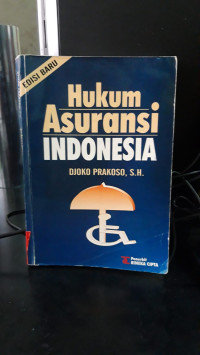 EDISI BARU
Hukum
Asuransi
INDONESIA
DJOKO PRAKOSO, S.H.
Penerbit
RINEKA CIPTA